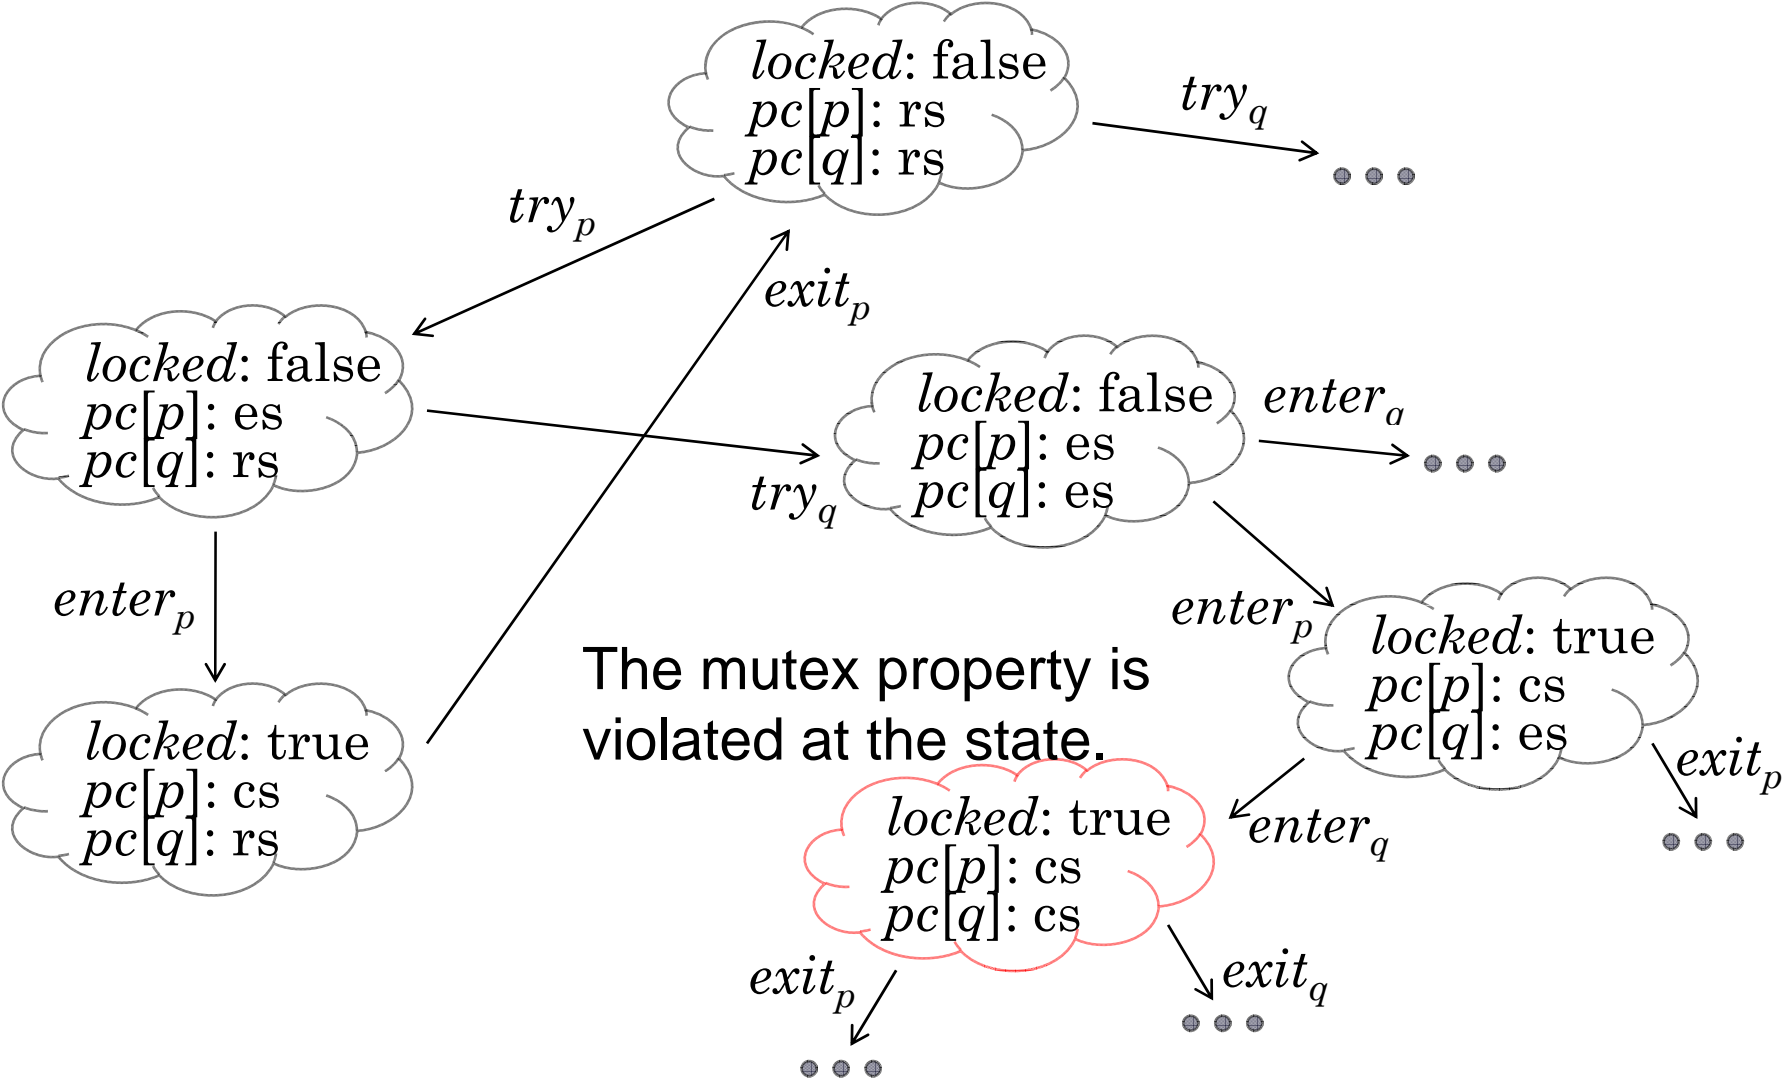 locked: false
pc[p]: rs
pc[q]: rs
try_q
try_p
exit_p
locked: false
pc[p]: es
pc[q]: rs
locked: false
pc[p]: es
pc[q]: es
enter_q
try_q
enter_p
enter_p
locked: true
pc[p]: cs
pc[q]: es
The mutex property is
violated at the state.
locked: true
pc[p]: cs
pc[q]: rs
exit_p
locked: true
pc[p]: cs
pc[q]: cs
enter_q
exit_p
exit_q